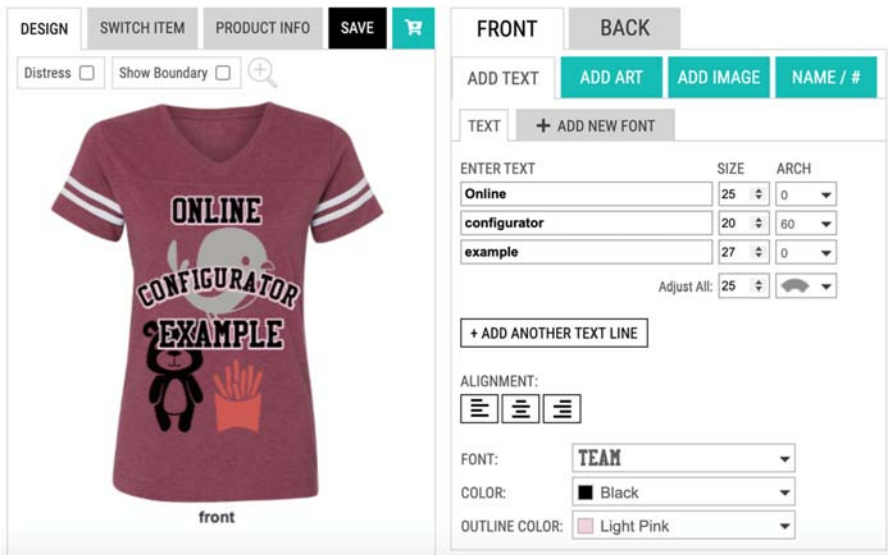 DESIGN SWITCH ITEM PRODUCT INFO SAVE
Distress Show Boundary
ONLINE
CONFIGURATOR
EXAMPLE
front
FRONT BACK
ADD TEXT ADD ART ADD IMAGE NAME / #
TEXT + ADD NEW FONT
ENTER TEXT SIZE ARCH
Online 25 0
configurator 20 60
example 27 0
Adjust All: 25
+ ADD ANOTHER TEXT LINE
ALIGNMENT:
FONT: TEAM
COLOR: Black
OUTLINE COLOR: Light Pink